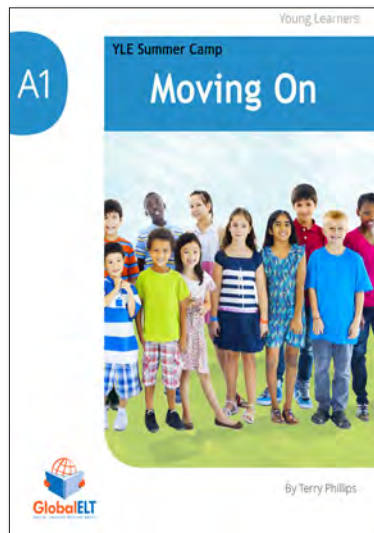 Young Learners
YLE Summer Camp
A1
Moving On
By Terry Phillips
GlobalELT